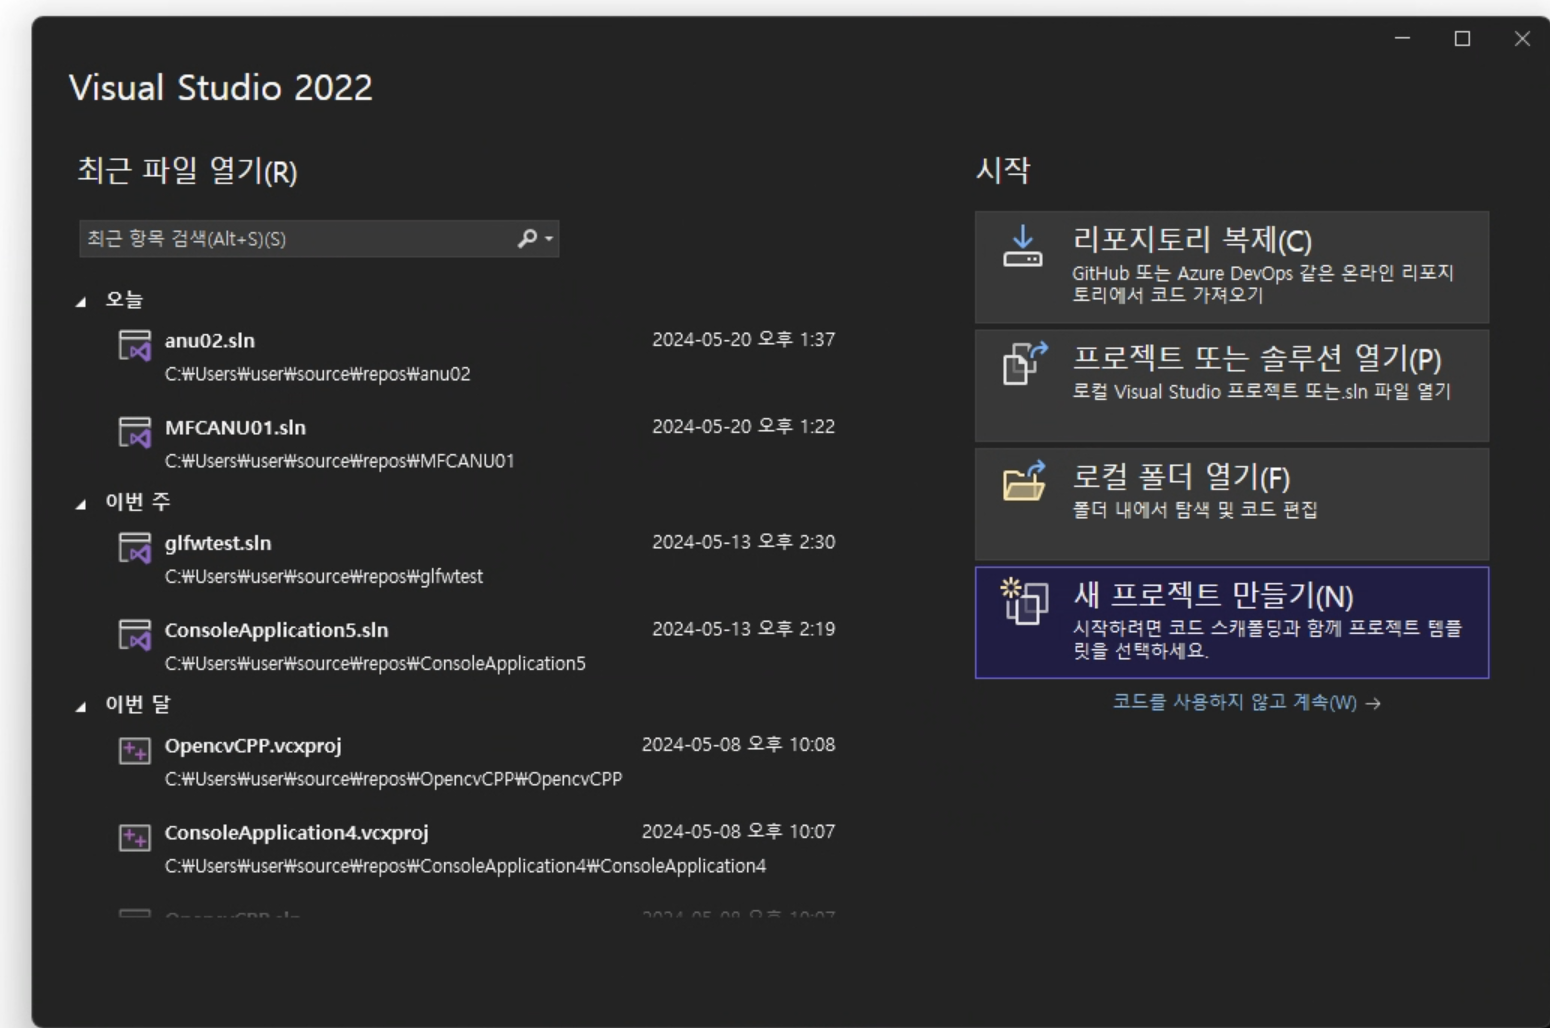 Visual Studio 2022
최근 파일 열기(R)
최근 항목 검색(Alt+S)(S)
오늘
anu02.sln
2024-05-20 오후 1:37
C:₩Users₩user₩source₩repos₩anu02
MFCANU01.sln
2024-05-20 오후 1:22
C:₩Users₩user₩source₩repos₩MFCANU01
이번 주
glfwtest.sln
2024-05-13 오후 2:30
C:₩Users₩user₩source₩repos₩glfwtest
ConsoleApplication5.sln
2024-05-13 오후 2:19
C:₩Users₩user₩source₩repos₩ConsoleApplication5
이번 달
OpencvCPP.vcxproj
2024-05-08 오후 10:08
C:₩Users₩user₩source₩repos₩OpencvCPP₩OpencvCPP
ConsoleApplication4.vcxproj
2024-05-08 오후 10:07
C:₩Users₩user₩source₩repos₩ConsoleApplication4₩ConsoleApplication4
OpencvCPP.sln
2024-05-08 오후 10:07
시작
리포지토리 복제(C)
GitHub 또는 Azure DevOps 같은 온라인 리포지
토리에서 코드 가져오기
프로젝트 또는 솔루션 열기(P)
로컬 Visual Studio 프로젝트 또는.sln 파일 열기
로컬 폴더 열기(F)
폴더 내에서 탐색 및 코드 편집
새 프로젝트 만들기(N)
시작하려면 코드 스캐폴딩과 함께 프로젝트 템플
릿을 선택하세요.
코드를 사용하지 않고 계속(W) →